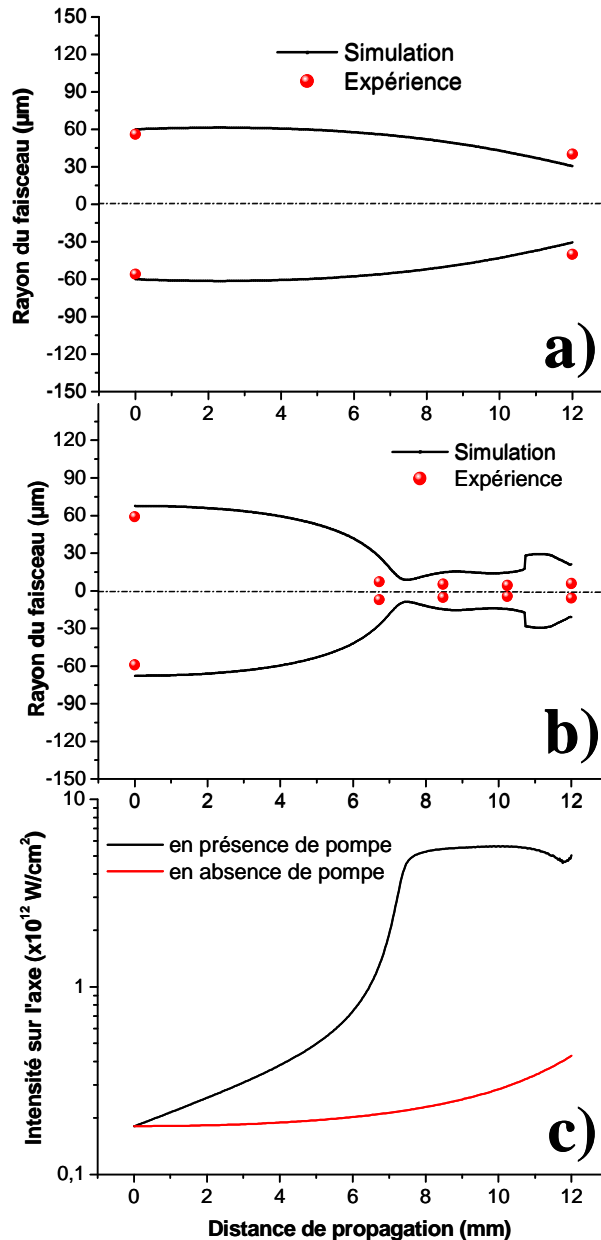 150
120
90
60
30
0
-30
-60
-90
-120
-150
Rayon du faisceau (µm)
Simulation
Expérience
a)
0 2 4 6 8 10 12
120
90
60
30
0
-30
-60
-90
-120
-150
Rayon du faisceau (µm)
Simulation
Expérience
b)
0 2 4 6 8 10 12
10
1
0,1
Intensité sur l'axe (x10¹² W/cm²)
en présence de pompe
en absence de pompe
c)
0 2 4 6 8 10 12
Distance de propagation (mm)